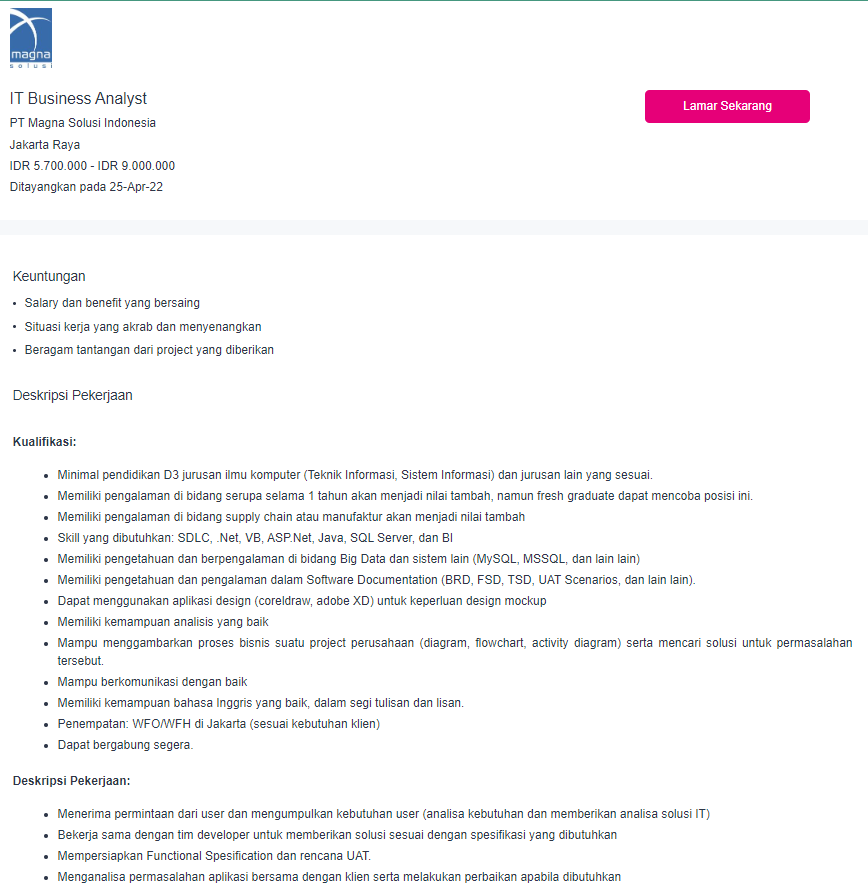 magna
solusi
IT Business Analyst
Lamar Sekarang
PT Magna Solusi Indonesia
Jakarta Raya
IDR 5.700.000 - IDR 9.000.000
Ditayangkan pada 25-Apr-22
Keuntungan
• Salary dan benefit yang bersaing
• Situasi kerja yang akrab dan menyenangkan
• Beragam tantangan dari project yang diberikan
Deskripsi Pekerjaan
Kualifikasi:
• Minimal pendidikan D3 jurusan ilmu komputer (Teknik Informasi, Sistem Informasi) dan jurusan lain yang sesuai.
• Memiliki pengalaman di bidang serupa selama 1 tahun akan menjadi nilai tambah, namun fresh graduate dapat mencoba posisi ini.
• Memiliki pengalaman di bidang supply chain atau manufaktur akan menjadi nilai tambah
• Skill yang dibutuhkan: SDLC, .Net, VB, ASP.Net, Java, SQL Server, dan BI
• Memiliki pengetahuan dan berpengalaman di bidang Big Data dan sistem lain (MySQL, MSSQL, dan lain lain)
• Memiliki pengetahuan dan pengalaman dalam Software Documentation (BRD, FSD, TSD, UAT Scenarios, dan lain lain).
• Dapat menggunakan aplikasi design (coreldraw, adobe XD) untuk keperluan design mockup
• Memiliki kemampuan analisis yang baik
• Mampu menggambarkan proses bisnis suatu project perusahaan (diagram, flowchart, activity diagram) serta mencari solusi untuk permasalahan
tersebut.
• Mampu berkomunikasi dengan baik
• Memiliki kemampuan bahasa Inggris yang baik, dalam segi tulisan dan lisan.
• Penempatan: WFO/WFH di Jakarta (sesuai kebutuhan klien)
• Dapat bergabung segera.
Deskripsi Pekerjaan:
• Menerima permintaan dari user dan mengumpulkan kebutuhan user (analisa kebutuhan dan memberikan analisa solusi IT)
• Bekerja sama dengan tim developer untuk memberikan solusi sesuai dengan spesifikasi yang dibutuhkan
• Mempersiapkan Functional Spesification dan rencana UAT.
• Menganalisa permasalahan aplikasi bersama dengan klien serta melakukan perbaikan apabila dibutuhkan